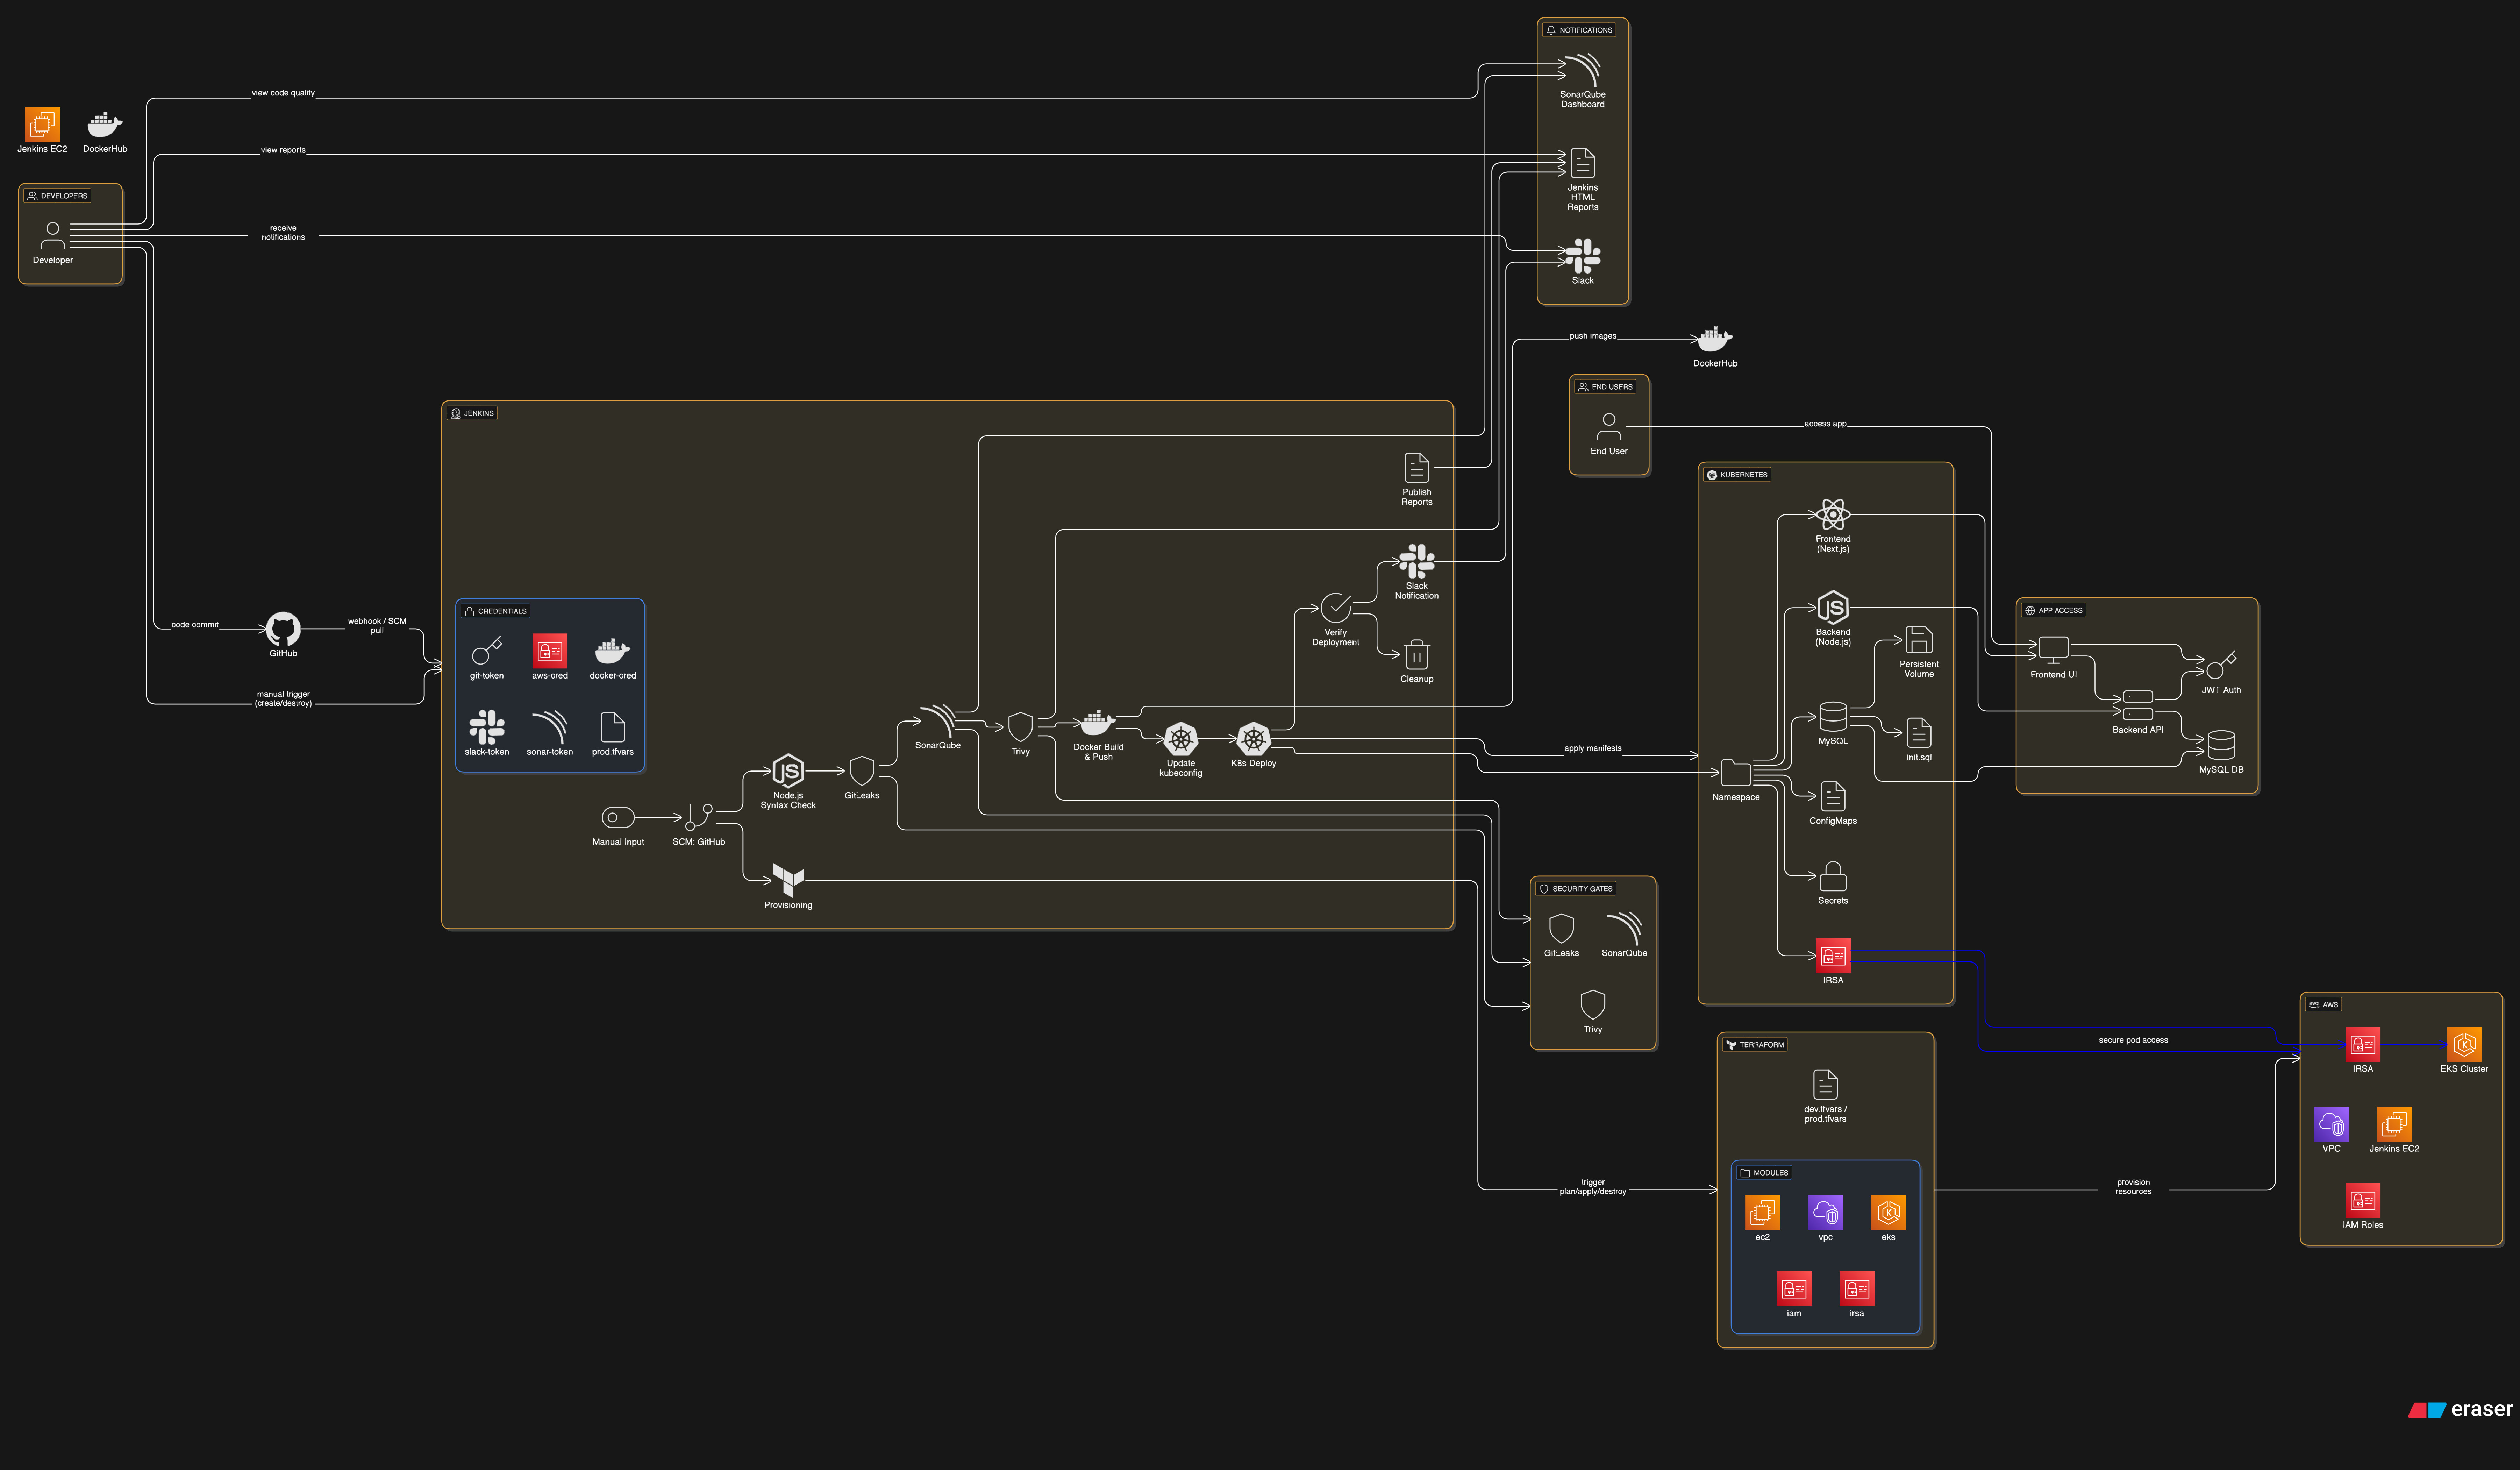 NOTIFICATIONS
SonarQube
Dashboard
view code quality
Jenkins EC2
DockerHub
view reports
Jenkins
HTML
Reports
DEVELOPERS
Developer
receive
notifications
Slack
push images
DockerHub
END USERS
End User
access app
JENKINS
Publish
Reports
KUBERNETES
Frontend
(Next.js)
Slack
Notification
Verify
Deployment
Cleanup
CREDENTIALS
git-token
aws-cred
docker-cred
slack-token
sonar-token
prod.tfvars
code commit
GitHub
webhook / SCM
pull
manual trigger
(create/destroy)
Backend
(Node.js)
Persistent
Volume
MySQL
init.sql
APP ACCESS
Frontend UI
JWT Auth
Backend API
MySQL DB
SonarQube
Trivy
Docker Build
& Push
Update
kubeconfig
K8s Deploy
apply manifests
Namespace
ConfigMaps
Node.js
Syntax Check
GitLeaks
Manual Input
SCM: GitHub
Provisioning
Secrets
IRSA
SECURITY GATES
GitLeaks
SonarQube
Trivy
AWS
IRSA
EKS Cluster
VPC
Jenkins EC2
IAM Roles
secure pod access
TERRAFORM
dev.tfvars /
prod.tfvars
MODULES
ec2
vpc
eks
iam
irsa
trigger
plan/apply/destroy
provision
resources
eraser